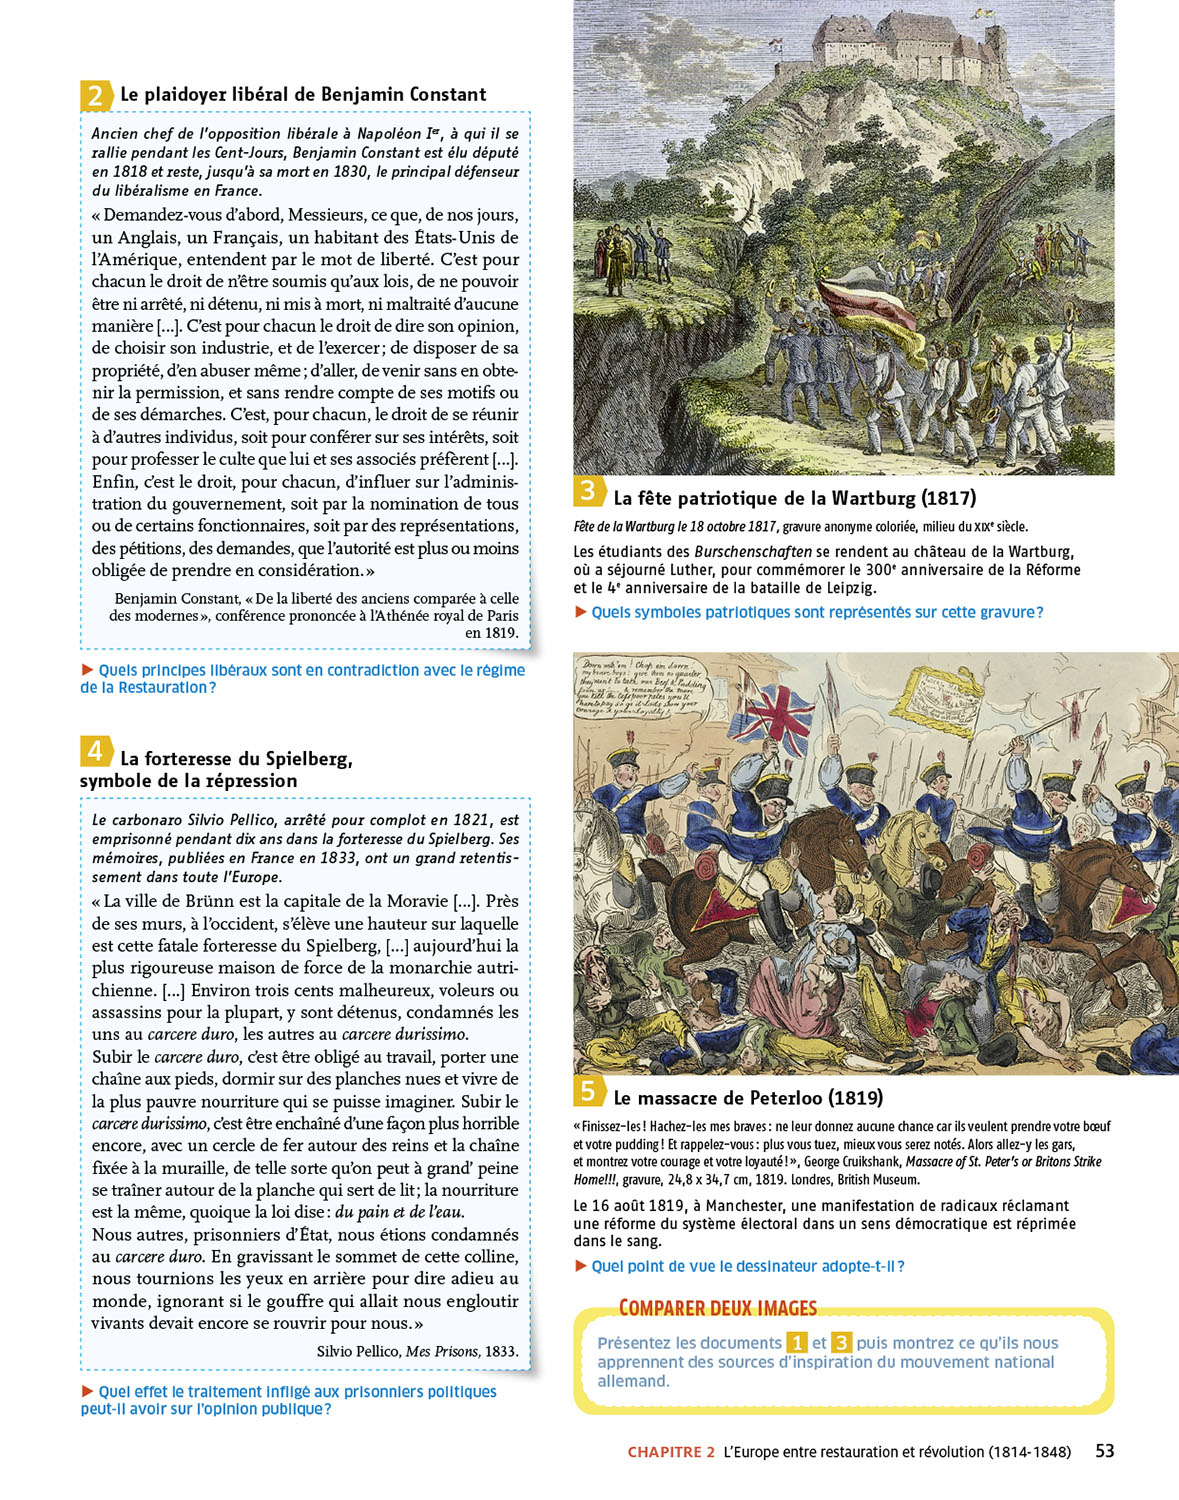 2 Le plaidoyer libéral de Benjamin Constant
Ancien chef de l'opposition libérale à Napoléon Ier, à qui il se
rallie pendant les Cent-Jours, Benjamin Constant est élu député
en 1818 et reste, jusqu'à sa mort en 1830, le principal défenseur
du libéralisme en France.
« Demandez-vous d'abord, Messieurs, ce que, de nos jours,
un Anglais, un Français, un habitant des États-Unis de
l'Amérique, entendent par le mot de liberté. C'est pour
chacun le droit de n'être soumis qu'aux lois, de ne pouvoir
être ni arrêté, ni détenu, ni mis à mort, ni maltraité d'aucune
manière [...]. C'est pour chacun le droit de dire son opinion,
de choisir son industrie, et de l'exercer ; de disposer de sa
propriété, d'en abuser même ; d'aller, de venir sans en obte-
nir la permission, et sans rendre compte de ses motifs ou
de ses démarches. C'est, pour chacun, le droit de se réunir
à d'autres individus, soit pour conférer sur ses intérêts, soit
pour professer le culte que lui et ses associés préfèrent [...].
Enfin, c'est le droit, pour chacun, d'influer sur l'adminis-
tration du gouvernement, soit par la nomination de tous
ou de certains fonctionnaires, soit par des représentations,
des pétitions, des demandes, que l'autorité est plus ou moins
obligée de prendre en considération. »
Benjamin Constant, « De la liberté des anciens comparée à celle
des modernes », conférence prononcée à l'Athénée royal de Paris
en 1819.
► Quels principes libéraux sont en contradiction avec le régime
de la Restauration ?
4 La forteresse du Spielberg,
symbole de la répression
Le carbonaro Silvio Pellico, arrêté pour complot en 1821, est
emprisonné pendant dix ans dans la forteresse du Spielberg. Ses
mémoires, publiées en France en 1833, ont un grand retentis-
sement dans toute l'Europe.
« La ville de Brünn est la capitale de la Moravie [...]. Près
de ses murs, à l'occident, s'élève une hauteur sur laquelle
est cette fatale forteresse du Spielberg, [...] aujourd'hui la
plus rigoureuse maison de force de la monarchie autri-
chienne. [...] Environ trois cents malheureux, voleurs ou
assassins pour la plupart, y sont détenus, condamnés les
uns au carcere duro, les autres au carcere durissimo.
Subir le carcere duro, c'est être obligé au travail, porter une
chaîne aux pieds, dormir sur des planches nues et vivre de
la plus pauvre nourriture qui se puisse imaginer. Subir le
carcere durissimo, c'est être enchaîné d'une façon plus horrible
encore, avec un cercle de fer autour des reins et la chaîne
fixée à la muraille, de telle sorte qu'on peut à grand' peine
se traîner autour de la planche qui sert de lit ; la nourriture
est la même, quoique la loi dise : du pain et de l'eau.
Nous autres, prisonniers d'État, nous étions condamnés
au carcere duro. En gravissant le sommet de cette colline,
nous tournions les yeux en arrière pour dire adieu au
monde, ignorant si le gouffre qui allait nous engloutir
vivants devait encore se rouvrir pour nous. »
Silvio Pellico, Mes Prisons, 1833.
► Quel effet le traitement infligé aux prisonniers politiques
peut-il avoir sur l'opinion publique ?
3 La fête patriotique de la Wartburg (1817)
Fête de la Wartburg le 18 octobre 1817, gravure anonyme coloriée, milieu du XIXe siècle.
Les étudiants des Burschenschaften se rendent au château de la Wartburg,
où a séjourné Luther, pour commémorer le 300e anniversaire de la Réforme
et le 4e anniversaire de la bataille de Leipzig.
► Quels symboles patriotiques sont représentés sur cette gravure ?
Down with 'em! Chop em down
my brave boys: give them no quarter
they want to take our Beef & Pudding
from us — & remember the more
you kill the less poor rates you'll
have to pay so go it Lads show your
courage & your Loyalty!
5 Le massacre de Peterloo (1819)
« Finissez-les ! Hachez-les mes braves : ne leur donnez aucune chance car ils veulent prendre votre bœuf
et votre pudding ! Et rappelez-vous : plus vous tuez, mieux vous serez notés. Alors allez-y les gars,
et montrez votre courage et votre loyauté ! », George Cruikshank, Massacre of St. Peter's or Britons Strike
Home!!!, gravure, 24,8 x 34,7 cm, 1819. Londres, British Museum.
Le 16 août 1819, à Manchester, une manifestation de radicaux réclamant
une réforme du système électoral dans un sens démocratique est réprimée
dans le sang.
► Quel point de vue le dessinateur adopte-t-il ?
COMPARER DEUX IMAGES
Présentez les documents 1 et 3 puis montrez ce qu'ils nous
apprennent des sources d'inspiration du mouvement national
allemand.
CHAPITRE 2 L'Europe entre restauration et révolution (1814-1848) 53